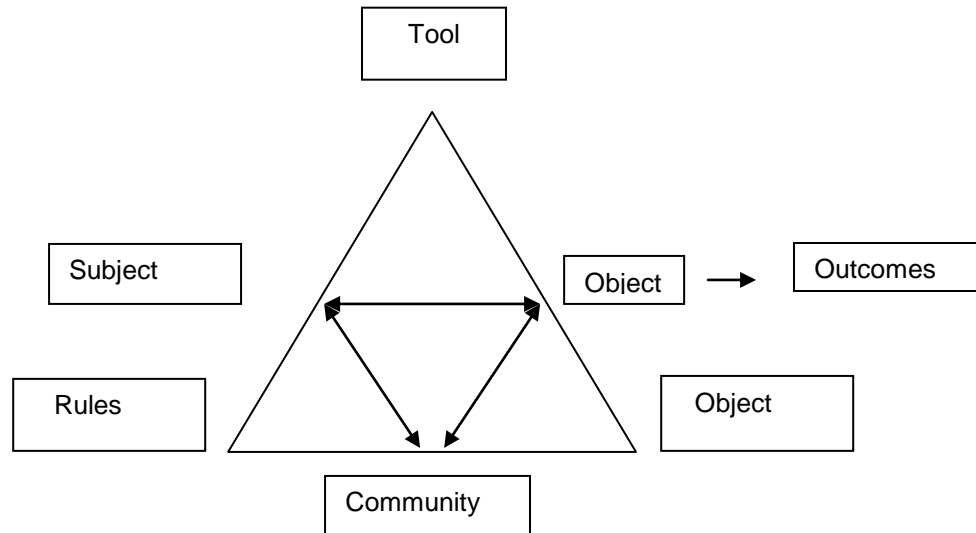 Tool
Subject
Object
Outcomes
Rules
Object
Community